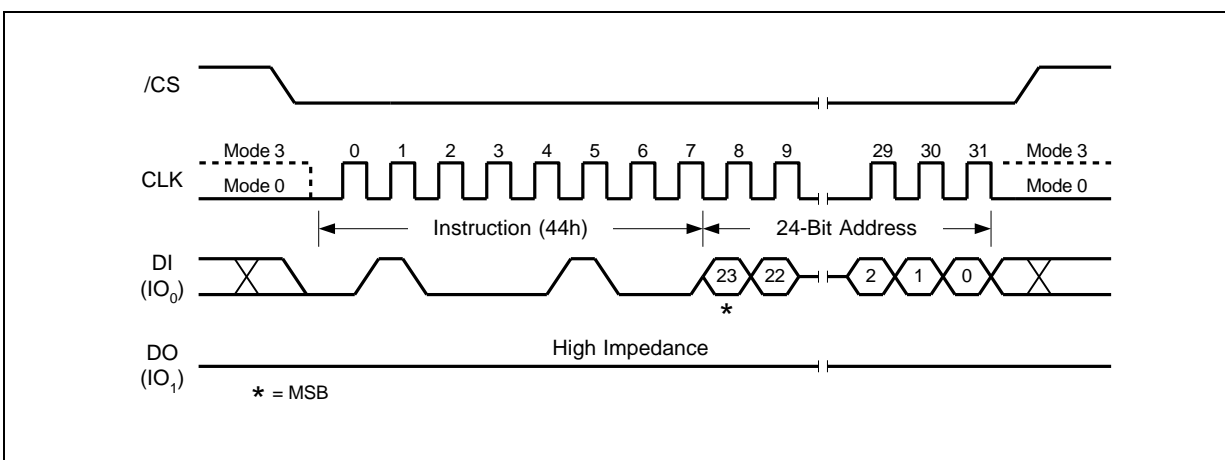 /CS
Mode 3 0 1 2 3 4 5 6 7 8 9 29 30 31 Mode 3
CLK
Mode 0 Mode 0
Instruction (44h) 24-Bit Address
DI
(IO0) 23 22 2 1 0
*
DO High Impedance
(IO1)
* = MSB